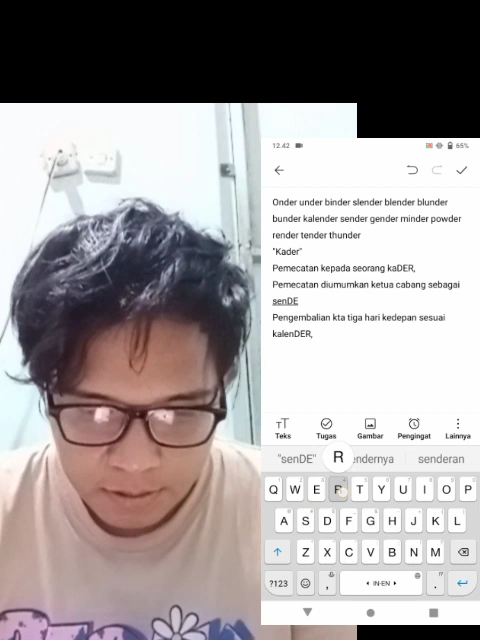 12.42
65%
Onder under binder slender blender blunder
bunder kalender sender gender minder powder
render tender thunder
"Kader"
Pemecatan kepada seorang kaDER,
Pemecatan diumumkan ketua cabang sebagai
senDE
Pengembalian kta tiga hari kedepan sesuai
kalenDER,
Teks Tugas Gambar Pengingat Lainnya
"senDE" R endernya senderan
Q W E R T Y U I O P
A S D F G H J K L
Z X C V B N M
?123 , IN·EN .